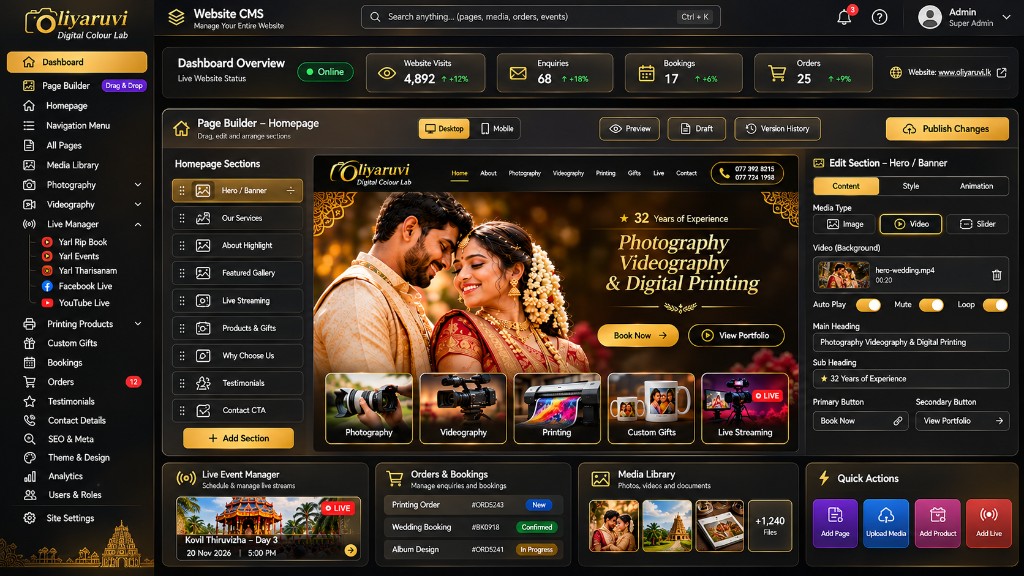 Oliyaruvi
Digital Colour Lab
Website CMS
Manage Your Entire Website
Search anything... (pages, media, orders, events)
Ctrl + K
3
?
Admin
Super Admin
Dashboard
Page Builder
Drag & Drop
Homepage
Navigation Menu
All Pages
Media Library
Photography
Videography
Live Manager
Yarl Rip Book
Yarl Events
Yarl Tharisanam
Facebook Live
YouTube Live
Printing Products
Custom Gifts
Bookings
Orders
12
Testimonials
Contact Details
SEO & Meta
Theme & Design
Analytics
Users & Roles
Site Settings
Dashboard Overview
Live Website Status
Online
Website Visits
4,892 ↑ +12%
Enquiries
68 ↑ +18%
Bookings
17 ↑ +6%
Orders
25 ↑ +9%
Website: www.oliyaruvi.lk
Page Builder – Homepage
Drag, edit and arrange sections
Desktop
Mobile
Preview
Draft
Version History
Publish Changes
Homepage Sections
Hero / Banner
Our Services
About Highlight
Featured Gallery
Live Streaming
Products & Gifts
Why Choose Us
Testimonials
Contact CTA
+ Add Section
Oliyaruvi
Digital Colour Lab
Home
About
Photography
Videography
Printing
Gifts
Live
Contact
077 392 8215
077 724 1958
★ 32 Years of Experience
Photography
Videography
& Digital Printing
Book Now →
View Portfolio
Photography
Videography
Printing
Custom Gifts
LIVE
Live Streaming
Edit Section – Hero / Banner
Content
Style
Animation
Media Type
Image
Video
Slider
Video (Background)
hero-wedding.mp4
00:20
Auto Play
Mute
Loop
Main Heading
Photography Videography & Digital Printing
Sub Heading
★ 32 Years of Experience
Primary Button
Secondary Button
Book Now
View Portfolio →
Live Event Manager
Schedule & manage live streams
LIVE
Kovil Thiruvizha – Day 3
20 Nov 2026 | 5:00 PM
Orders & Bookings
Manage enquiries and bookings
Printing Order #ORD5243 New
Wedding Booking #BK0918 Confirmed
Album Design #ORD5241 In Progress
Media Library
Photos, videos and documents
+1,240
Files
Quick Actions
Add Page
Upload Media
Add Product
Add Live